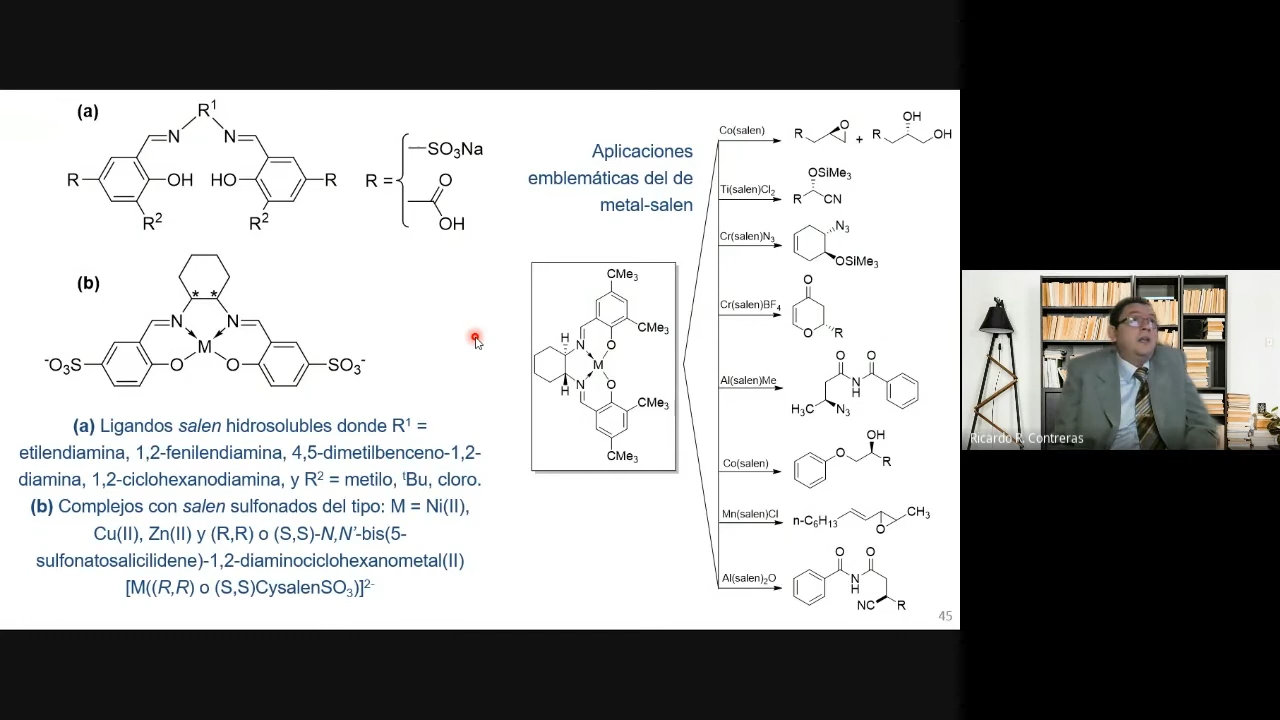 (a)
R¹
N
N
R
OH
HO
R
R²
R²
R =
SO₃Na
O
OH
(b)
* *
N
N
M
O
O
⁻O₃S
SO₃⁻
(a) Ligandos salen hidrosolubles donde R¹ =
etilendiamina, 1,2-fenilendiamina, 4,5-dimetilbenceno-1,2-
diamina, 1,2-ciclohexanodiamina, y R² = metilo, ᵗBu, cloro.
(b) Complejos con salen sulfonados del tipo: M = Ni(II),
Cu(II), Zn(II) y (R,R) o (S,S)-N,N’-bis(5-
sulfonatosalicilidene)-1,2-diaminociclohexanometal(II)
[M((R,R) o (S,S)CysalenSO₃)]²⁻
Aplicaciones
emblemáticas del de
metal-salen
CMe₃
CMe₃
H
N
O
M
H
N
O
CMe₃
CMe₃
Co(salen)
R
O
+
R
OH
OH
Ti(salen)Cl₂
OSiMe₃
R
CN
Cr(salen)N₃
N₃
OSiMe₃
Cr(salen)BF₄
O
O
R
Al(salen)Me
O
O
N
H
H₃C
N₃
Co(salen)
OH
O
R
Mn(salen)Cl
n-C₆H₁₃
CH₃
O
Al(salen)₂O
O
O
N
H
NC
R
45
Ricardo R. Contreras